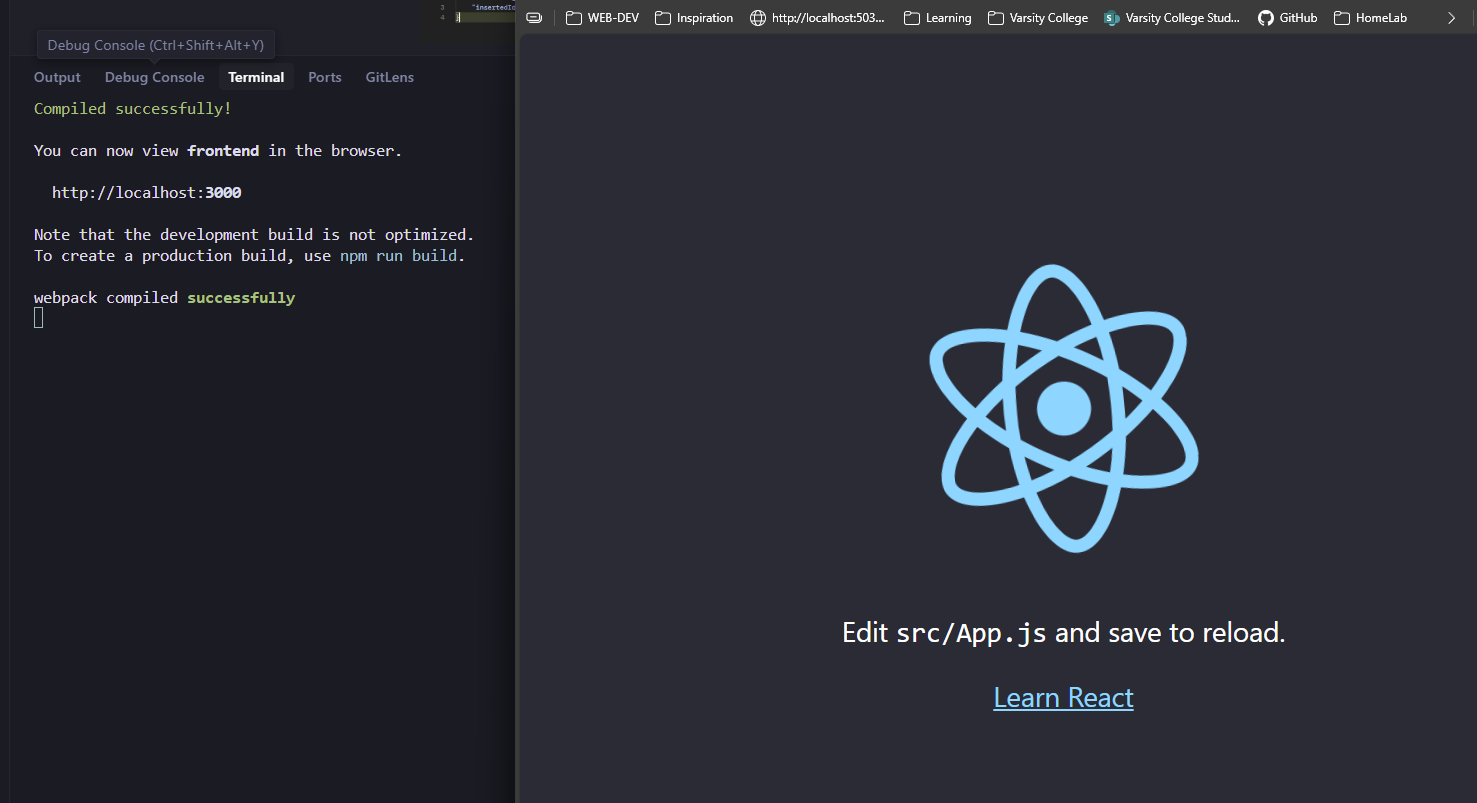 3 "insertedId
4 }
WEB-DEV Inspiration http://localhost:503... Learning Varsity College Varsity College Stud... GitHub HomeLab
Debug Console (Ctrl+Shift+Alt+Y)
Output Debug Console Terminal Ports GitLens
Compiled successfully!
You can now view frontend in the browser.
http://localhost:3000
Note that the development build is not optimized.
To create a production build, use npm run build.
webpack compiled successfully
Edit src/App.js and save to reload.
Learn React